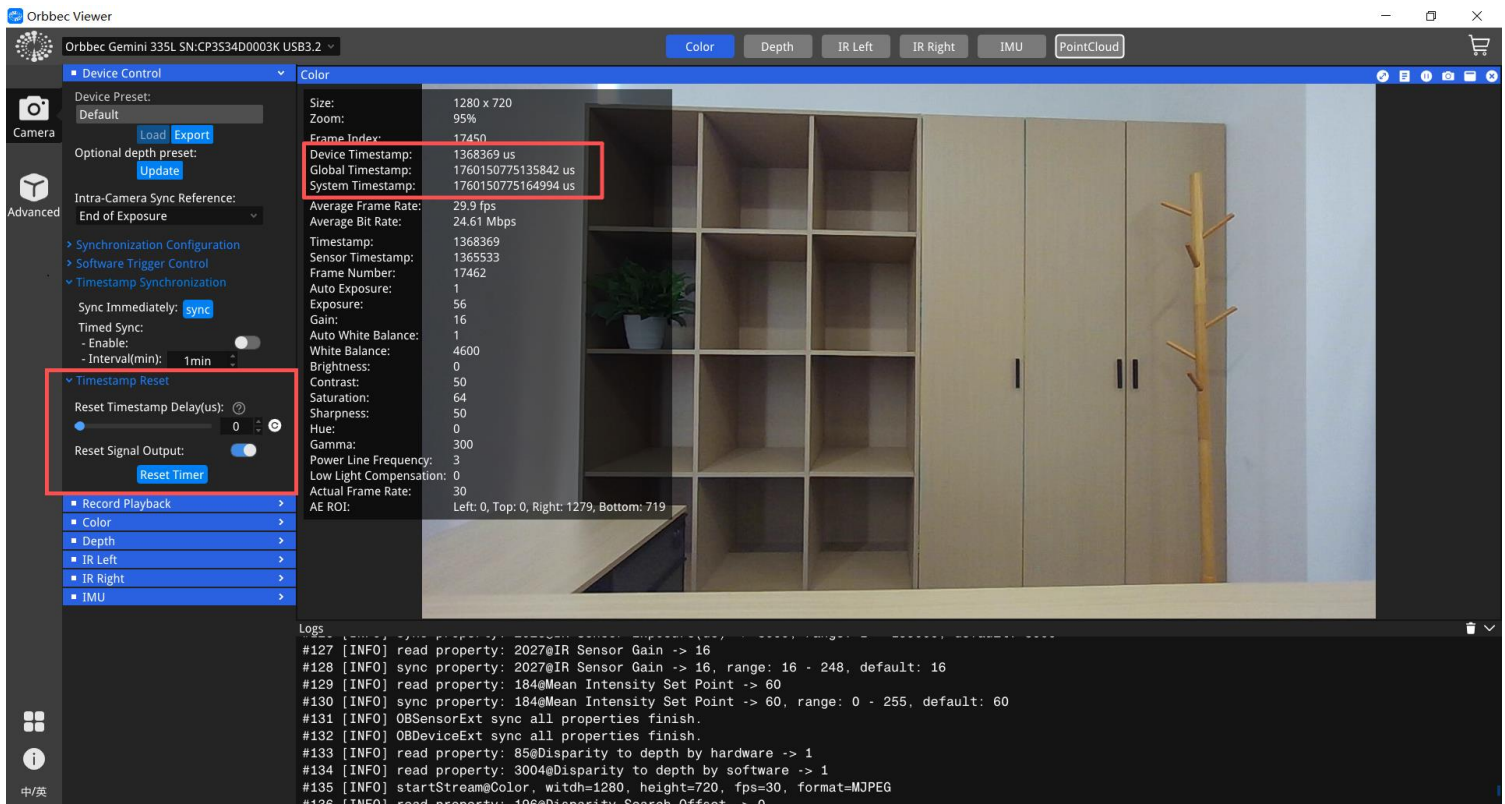 Orbbec Viewer
Orbbec Gemini 335L SN:CP3S34D0003K USB3.2
Color
Depth
IR Left
IR Right
IMU
PointCloud
Camera
Advanced
中/英
Device Control
Device Preset:
Default
Load
Export
Optional depth preset:
Update
Intra-Camera Sync Reference:
End of Exposure
Synchronization Configuration
Software Trigger Control
Timestamp Synchronization
Sync Immediately: sync
Timed Sync:
- Enable:
- Interval(min): 1min
Timestamp Reset
Reset Timestamp Delay(us):
0
Reset Signal Output:
Reset Timer
Record Playback
Color
Depth
IR Left
IR Right
IMU
Color
Size: 1280 x 720
Zoom: 95%
Frame Index: 17450
Device Timestamp: 1368369 us
Global Timestamp: 1760150775135842 us
System Timestamp: 1760150775164994 us
Average Frame Rate: 29.9 fps
Average Bit Rate: 24.61 Mbps
Timestamp: 1368369
Sensor Timestamp: 1365533
Frame Number: 17462
Auto Exposure: 1
Exposure: 56
Gain: 16
Auto White Balance: 1
White Balance: 4600
Brightness: 0
Contrast: 50
Saturation: 64
Sharpness: 50
Hue: 0
Gamma: 300
Power Line Frequency: 3
Low Light Compensation: 0
Actual Frame Rate: 30
AE ROI: Left: 0, Top: 0, Right: 1279, Bottom: 719
Logs
#127 [INFO] read property: 2027@IR Sensor Gain -> 16
#128 [INFO] sync property: 2027@IR Sensor Gain -> 16, range: 16 - 248, default: 16
#129 [INFO] read property: 184@Mean Intensity Set Point -> 60
#130 [INFO] sync property: 184@Mean Intensity Set Point -> 60, range: 0 - 255, default: 60
#131 [INFO] OBSensorExt sync all properties finish.
#132 [INFO] OBDeviceExt sync all properties finish.
#133 [INFO] read property: 85@Disparity to depth by hardware -> 1
#134 [INFO] read property: 3004@Disparity to depth by software -> 1
#135 [INFO] startStream@Color, witdh=1280, height=720, fps=30, format=MJPEG
#136 [INFO] read property: 196@Disparity Search Offset -> 0